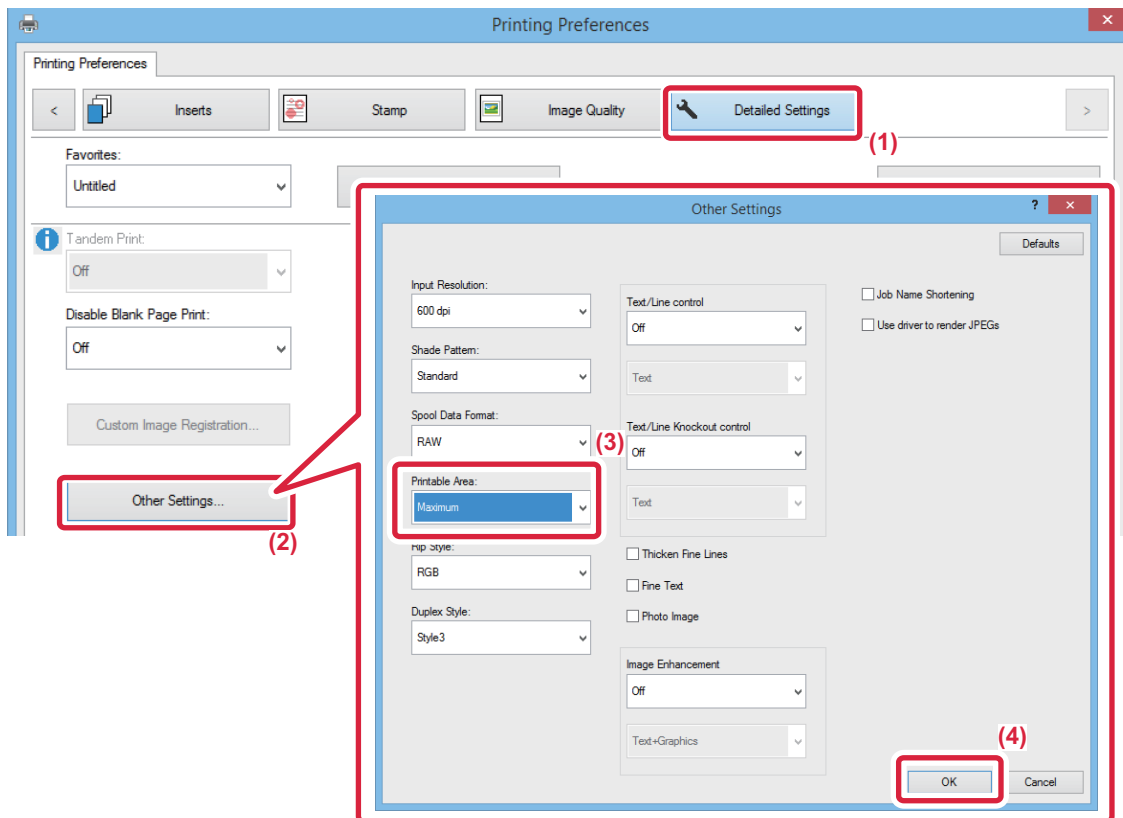 Printing Preferences
Printing Preferences
< Inserts Stamp Image Quality Detailed Settings >
(1)
Favorites:
Untitled
Tandem Print:
Off
Disable Blank Page Print:
Off
Custom Image Registration...
Other Settings...
(2)
Other Settings
?
Defaults
Input Resolution:
600 dpi
Shade Pattern:
Standard
Spool Data Format:
RAW
(3)
Printable Area:
Maximum
Rip Style:
RGB
Duplex Style:
Style3
Text/Line control
Off
Text
Text/Line Knockout control
Off
Text
Thicken Fine Lines
Fine Text
Photo Image
Image Enhancement
Off
Text+Graphics
Job Name Shortening
Use driver to render JPEGs
(4)
OK Cancel